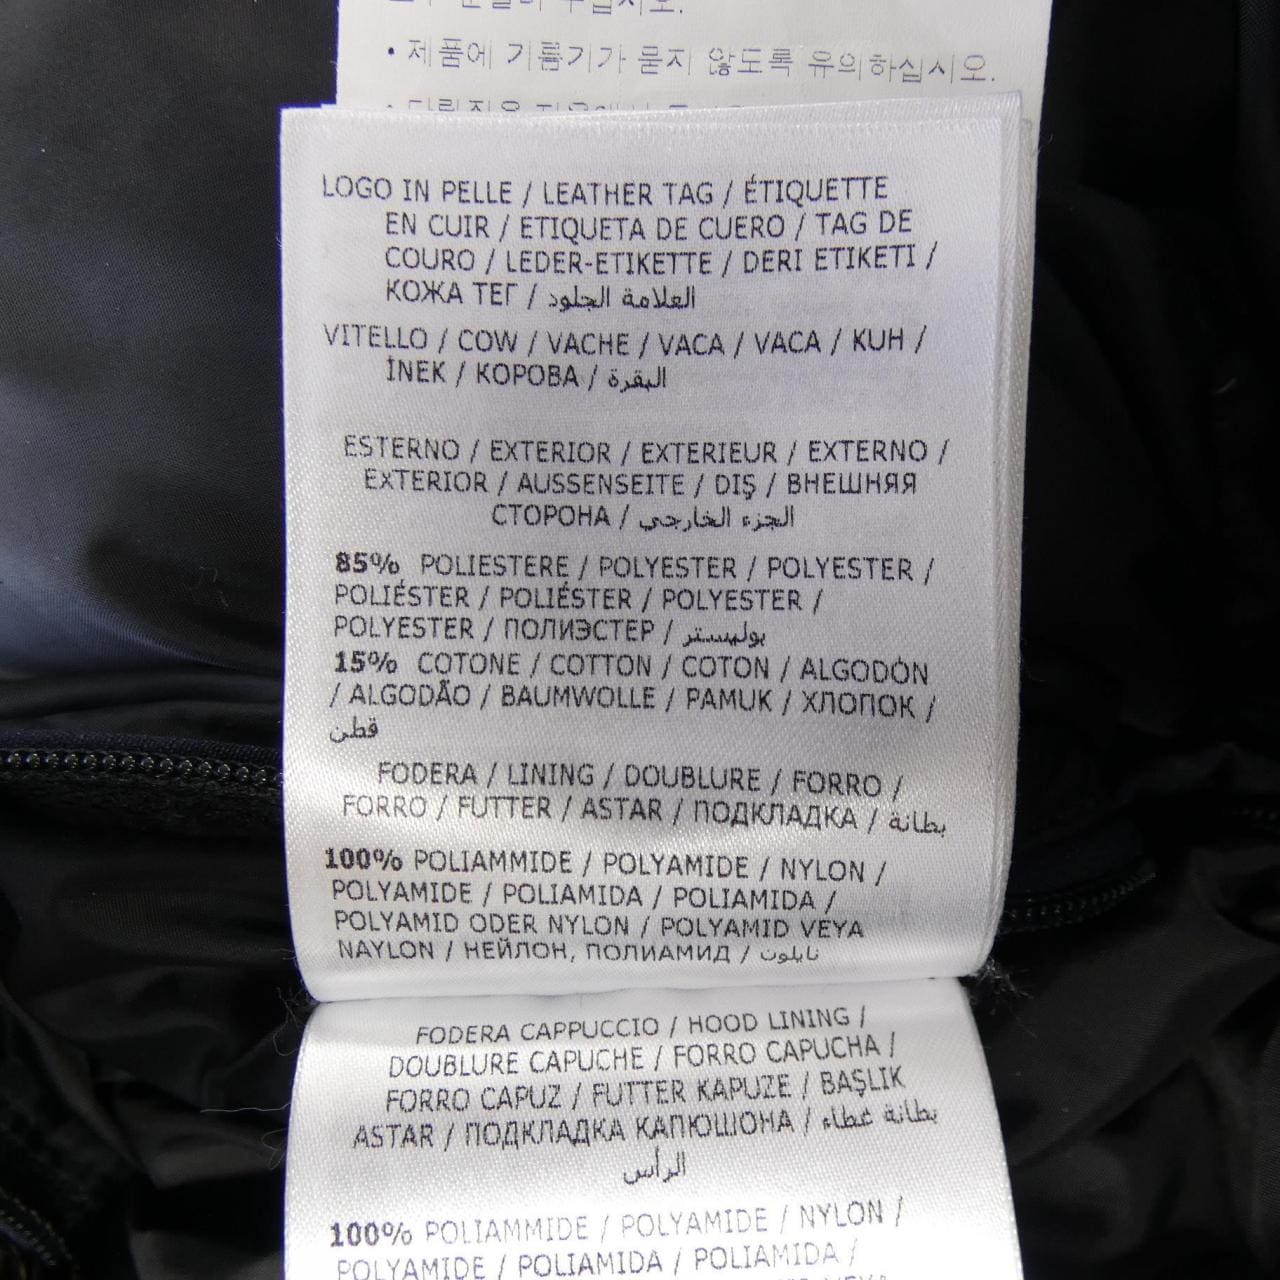 • 제품에 기름기가 묻지 않도록 유의하십시오.
LOGO IN PELLE / LEATHER TAG / ÉTIQUETTE
EN CUIR / ETIQUETA DE CUERO / TAG DE
COURO / LEDER-ETIKETTE / DERI ETIKETI /
КОЖА ТЕГ / العلامة الجلود
VITELLO / COW / VACHE / VACA / VACA / KUH /
İNEK / КОРОВА / البقرة
ESTERNO / EXTERIOR / EXTERIEUR / EXTERNO /
EXTERIOR / AUSSENSEITE / DIŞ / ВНЕШНЯЯ
СТОРОНА / الجزء الخارجي
85% POLIESTERE / POLYESTER / POLYESTER /
POLIÉSTER / POLIÉSTER / POLYESTER /
POLYESTER / ПОЛИЭСТЕР / بوليستر
15% COTONE / COTTON / COTON / ALGODÓN
/ ALGODÃO / BAUMWOLLE / PAMUK / ХЛОПОК /
قطن
FODERA / LINING / DOUBLURE / FORRO /
FORRO / FUTTER / ASTAR / ПОДКЛАДКА / بطانة
100% POLIAMMIDE / POLYAMIDE / NYLON /
POLYAMIDE / POLIAMIDA / POLIAMIDA /
POLYAMID ODER NYLON / POLYAMID VEYA
NAYLON / НЕЙЛОН, ПОЛИАМИД / نايلون
FODERA CAPPUCCIO / HOOD LINING /
DOUBLURE CAPUCHE / FORRO CAPUCHA /
FORRO CAPUZ / FUTTER KAPUZE / BAŞLIK
ASTAR / ПОДКЛАДКА КАПЮШОНА / بطانة غطاء
الرأس
100% POLIAMMIDE / POLYAMIDE / NYLON /
POLYAMIDE / POLIAMIDA / POLIAMIDA /